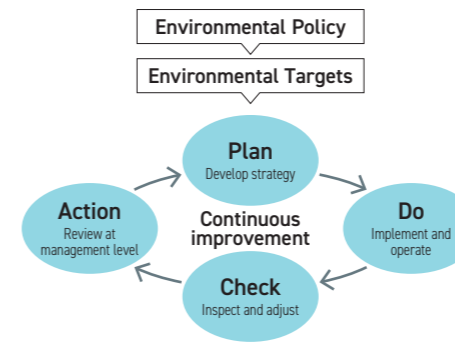 Environmental Policy
Environmental Targets
Plan
Develop strategy
Action
Review at
management level
Continuous
improvement
Do
Implement and
operate
Check
Inspect and adjust